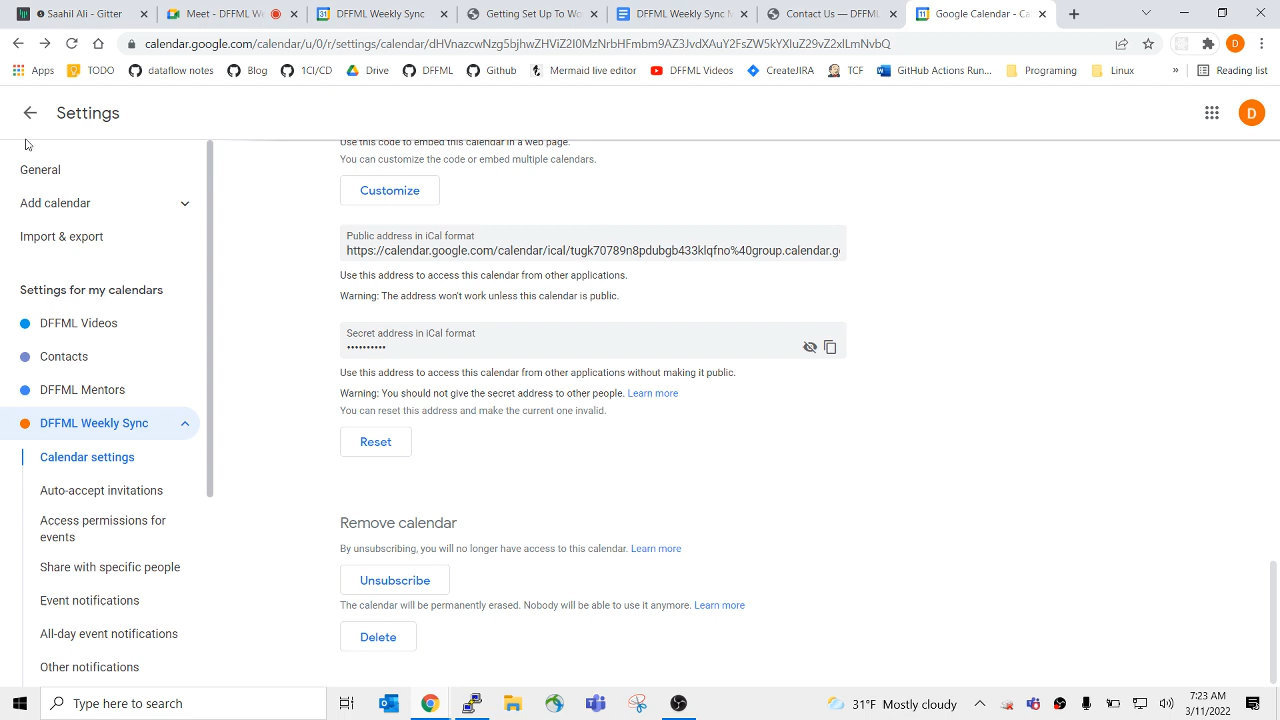 Sahil Ali - Gitter
Meet - DFFML We
DFFML Weekly Sync
Getting Set Up To Wo
DFFML Weekly Sync M
Contact Us — DFFML
Google Calendar - Ca
calendar.google.com/calendar/u/0/r/settings/calendar/
Apps
TODO
dataflow notes
Blog
1CI/CD
Drive
DFFML
Github
Mermaid live editor
DFFML Videos
CreateJIRA
TCF
GitHub Actions Run...
Programing
Linux
»
Reading list
D
Settings
D
General
Add calendar
Import & export
Settings for my calendars
DFFML Videos
Contacts
DFFML Mentors
DFFML Weekly Sync
Calendar settings
Auto-accept invitations
Access permissions for
events
Share with specific people
Event notifications
All-day event notifications
Other notifications
Use this code to embed this calendar in a web page.
You can customize the code or embed multiple calendars.
Customize
Public address in iCal format
https://calendar.google.com/calendar/ical/tugk70789n8pdubgb433klqfno%40group.calendar.g
Use this address to access this calendar from other applications.
Warning: The address won't work unless this calendar is public.
Secret address in iCal format
••••••••••
Use this address to access this calendar from other applications without making it public.
Warning: You should not give the secret address to other people. Learn more
You can reset this address and make the current one invalid.
Reset
Remove calendar
By unsubscribing, you will no longer have access to this calendar. Learn more
Unsubscribe
The calendar will be permanently erased. Nobody will be able to use it anymore. Learn more
Delete
Type here to search
31°F Mostly cloudy
7:23 AM
3/11/2022